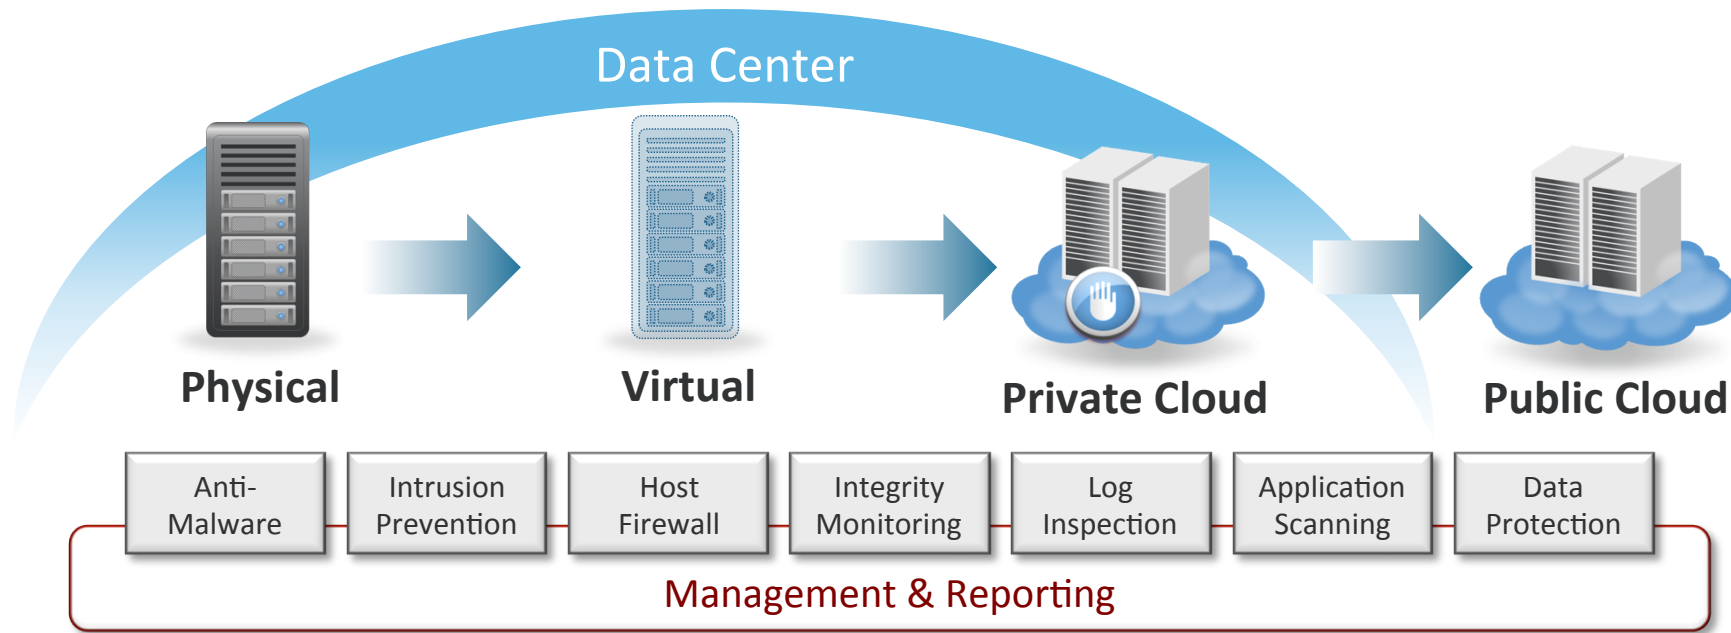 Data Center
Physical
Virtual
Private Cloud
Public Cloud
Anti-
Malware
Intrusion
Prevention
Host
Firewall
Integrity
Monitoring
Log
Inspection
Application
Scanning
Data
Protection
Management & Reporting